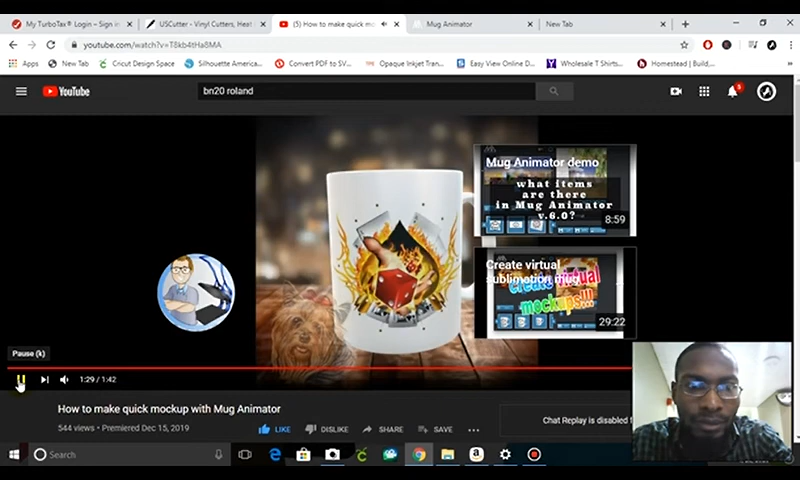 My TurboTax® Login – Sign in
USCutter - Vinyl Cutters, Heat
(5) How to make quick mo
Mug Animator
New Tab
youtube.com/watch?v=T8kb4tHa8MA
Apps
New Tab
Cricut Design Space
Silhouette America...
Convert PDF to SV...
Opaque Inkjet Tran...
Easy View Online D...
Wholesale T Shirts...
Homestead | Build,...
YouTube
bn20 roland
Mug Animator demo
what items
are there
in Mug Animator
v.6.0?
8:59
Create virtual
sublimation
create virtual
mockups!!!
29:22
Pause (k)
1:29 / 1:42
How to make quick mockup with Mug Animator
544 views • Premiered Dec 15, 2019
LIKE
DISLIKE
SHARE
SAVE
Chat Replay is disabled f
Search